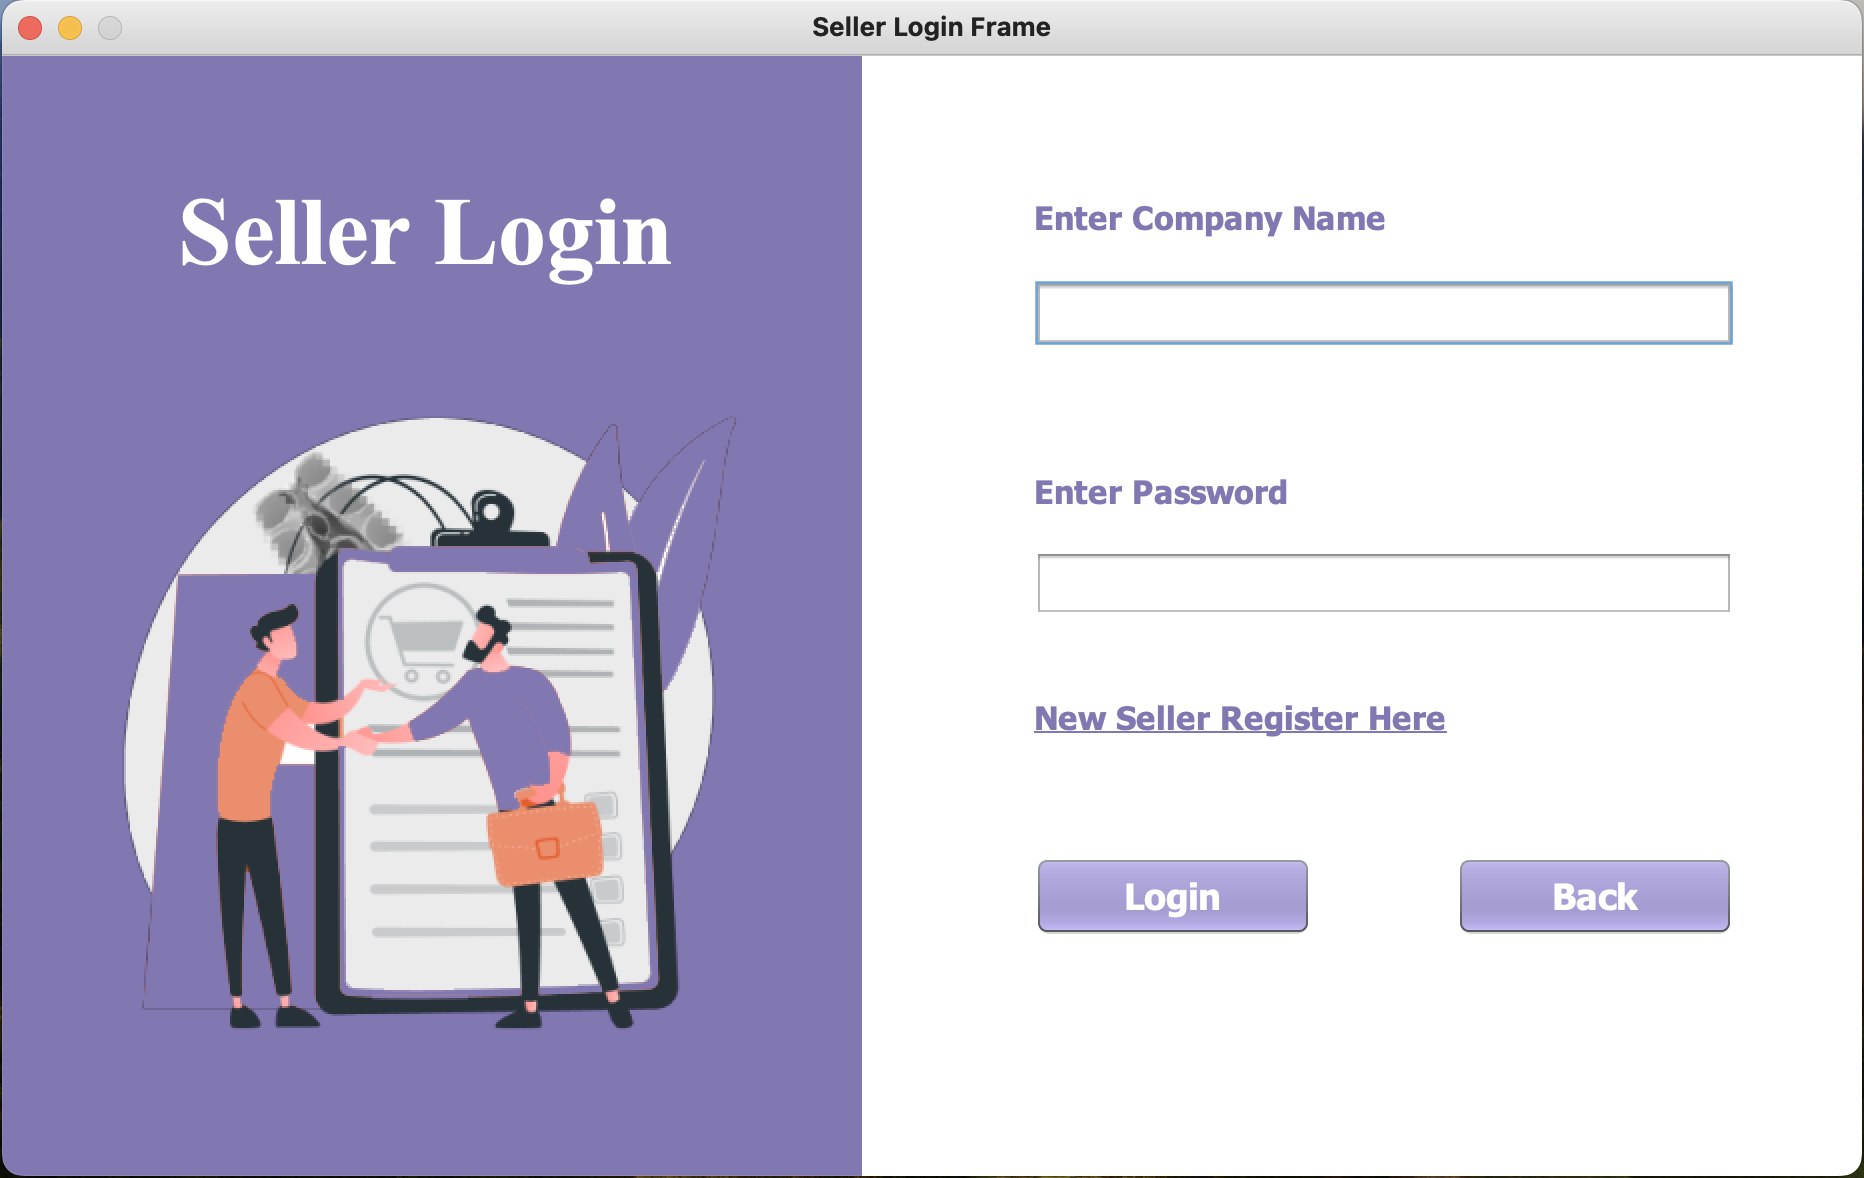 Seller Login Frame
Seller Login
Enter Company Name
Enter Password
New Seller Register Here
Login
Back